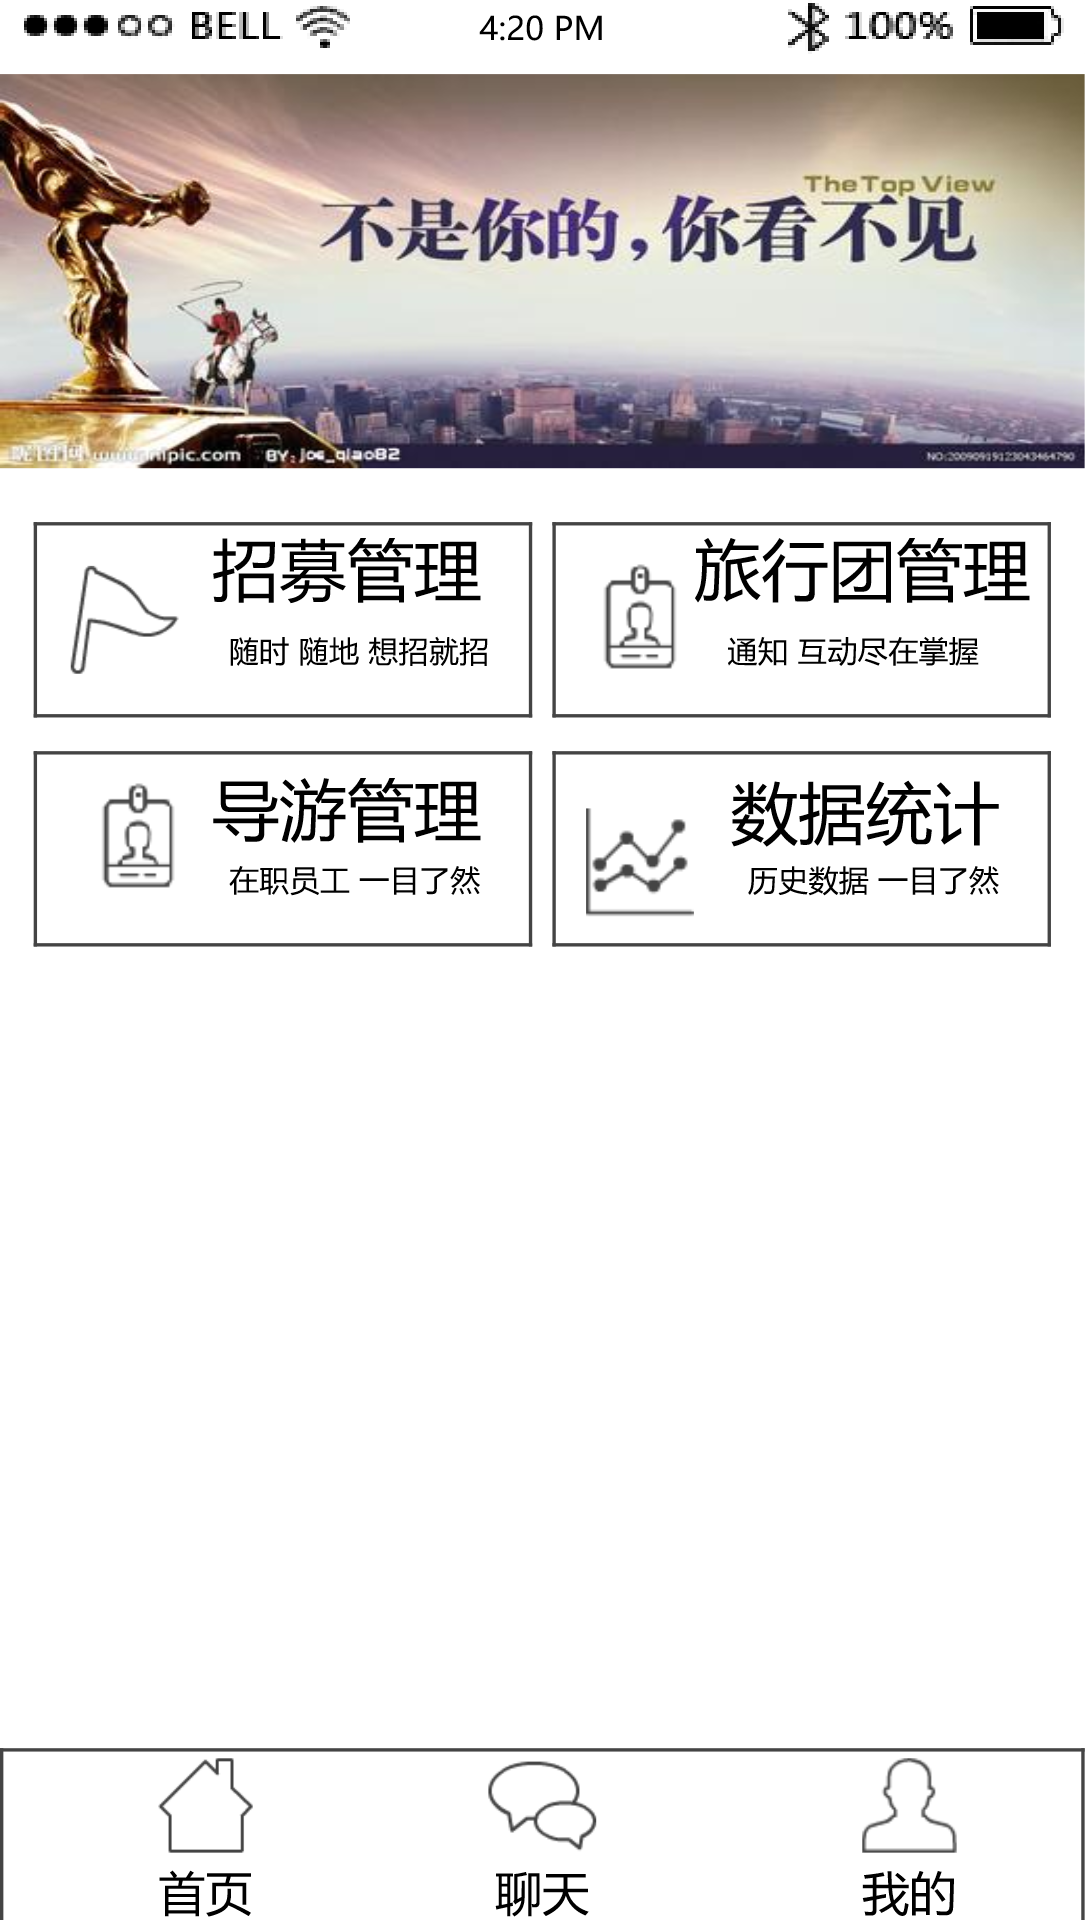 BELL 4:20 PM 100%
The Top View
不是你的，你看不见
昵图网 www.nipic.com BY: joe_qiao82 NO:20090919123043464790
招募管理
随时 随地 想招就招
旅行团管理
通知 互动尽在掌握
导游管理
在职员工 一目了然
数据统计
历史数据 一目了然
首页 聊天 我的